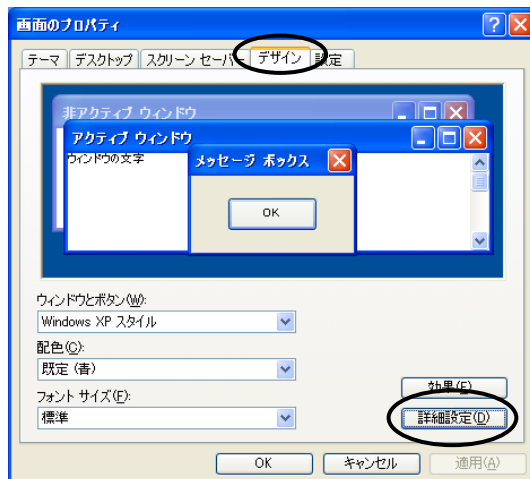 画面のプロパティ
テーマ デスクトップ スクリーン セーバー デザイン 設定
非アクティブ ウィンドウ
アクティブ ウィンドウ
ウィンドウの文字
メッセージ ボックス
OK
ウィンドウとボタン(W):
Windows XP スタイル
配色(C):
既定 (青)
効果(E)
フォント サイズ(F):
標準
詳細設定(D)
OK キャンセル 適用(A)